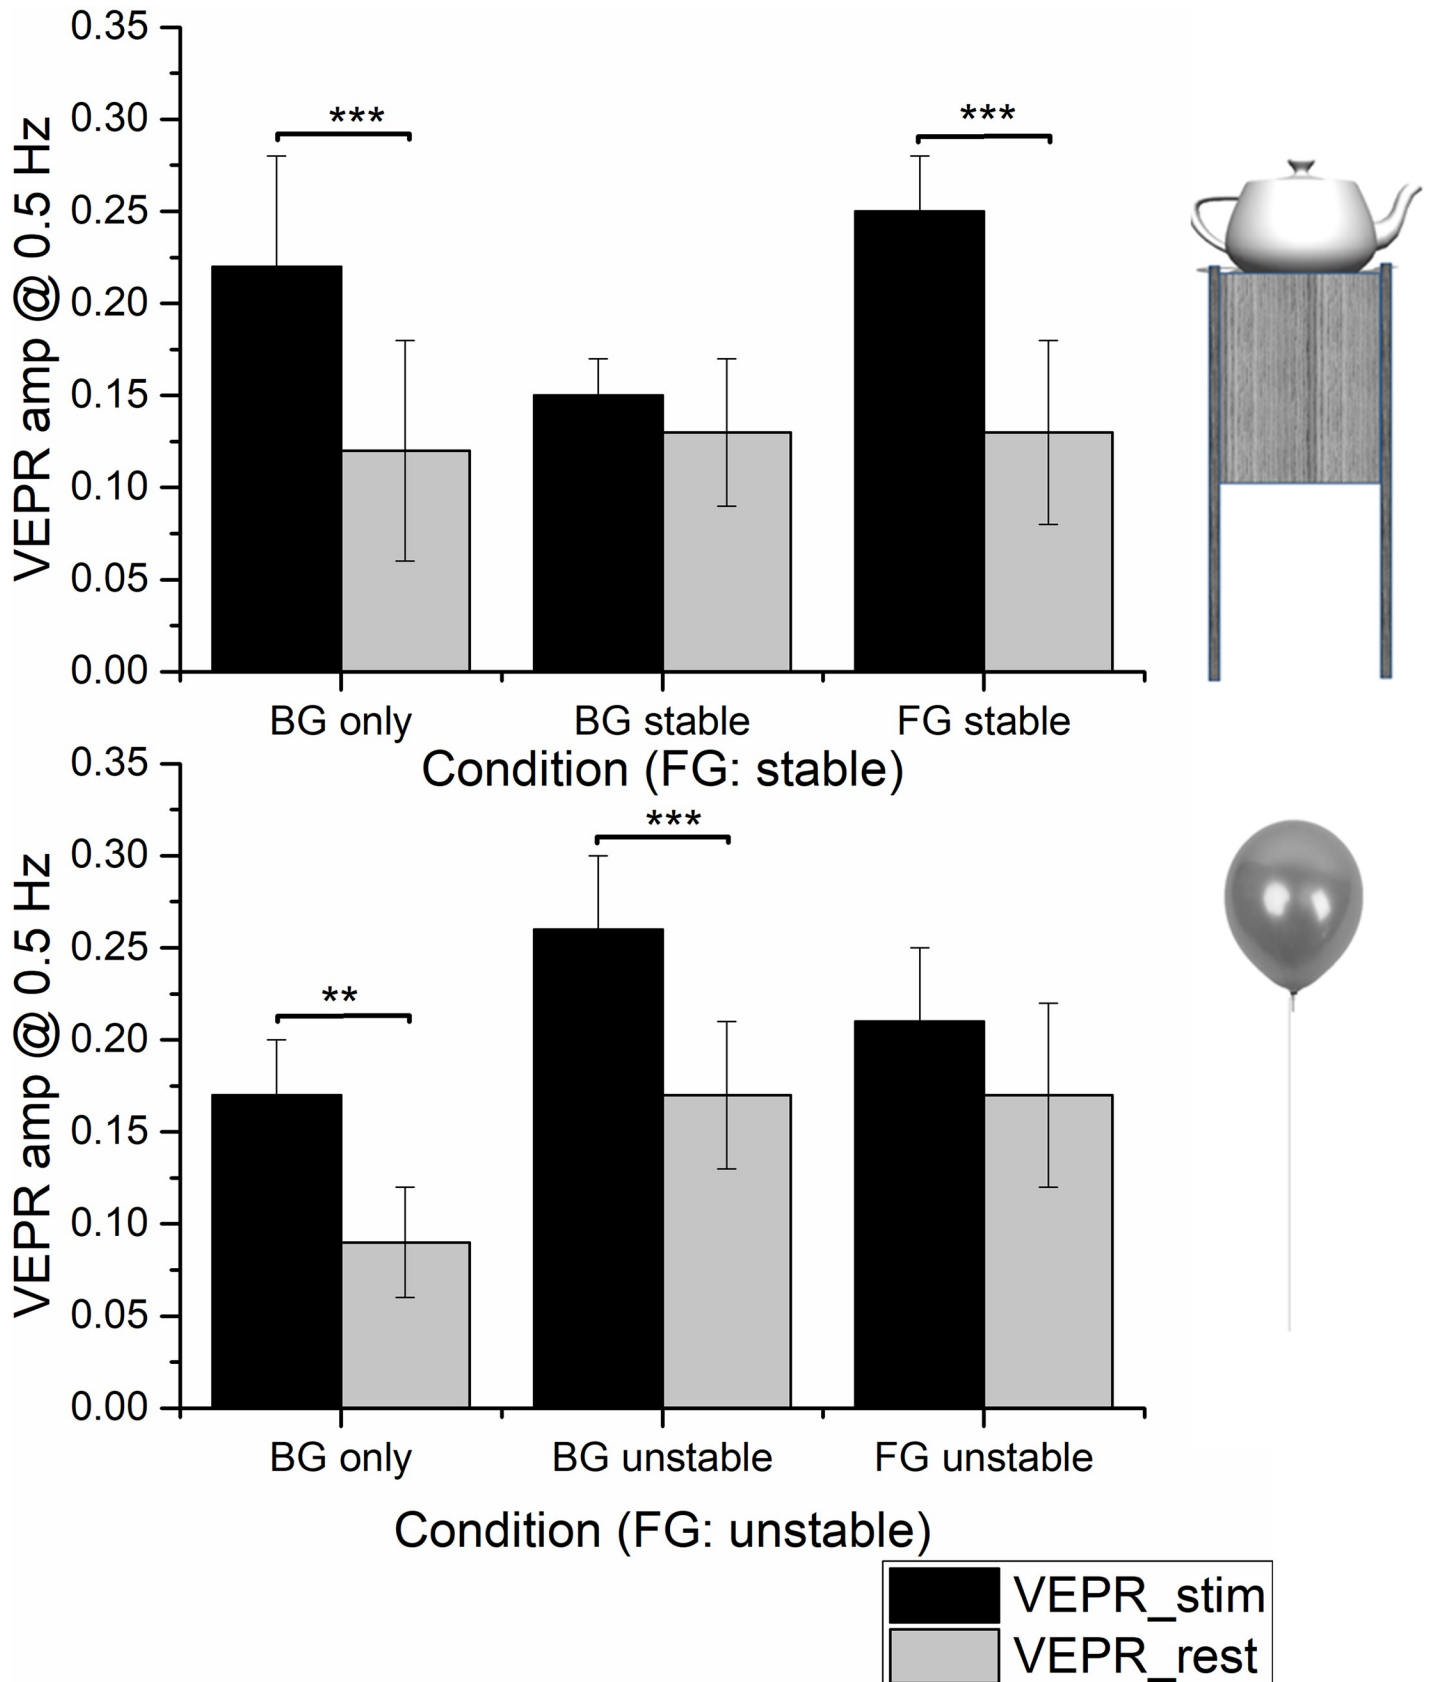 0.35
0.30
0.25
0.20
0.15
0.10
0.05
0.00
VEPR amp @ 0.5 Hz
***
***
BG only
BG stable
FG stable
Condition (FG: stable)
0.35
0.30
0.25
0.20
0.15
0.10
0.05
0.00
VEPR amp @ 0.5 Hz
**
***
BG only
BG unstable
FG unstable
Condition (FG: unstable)
VEPR_stim
VEPR_rest